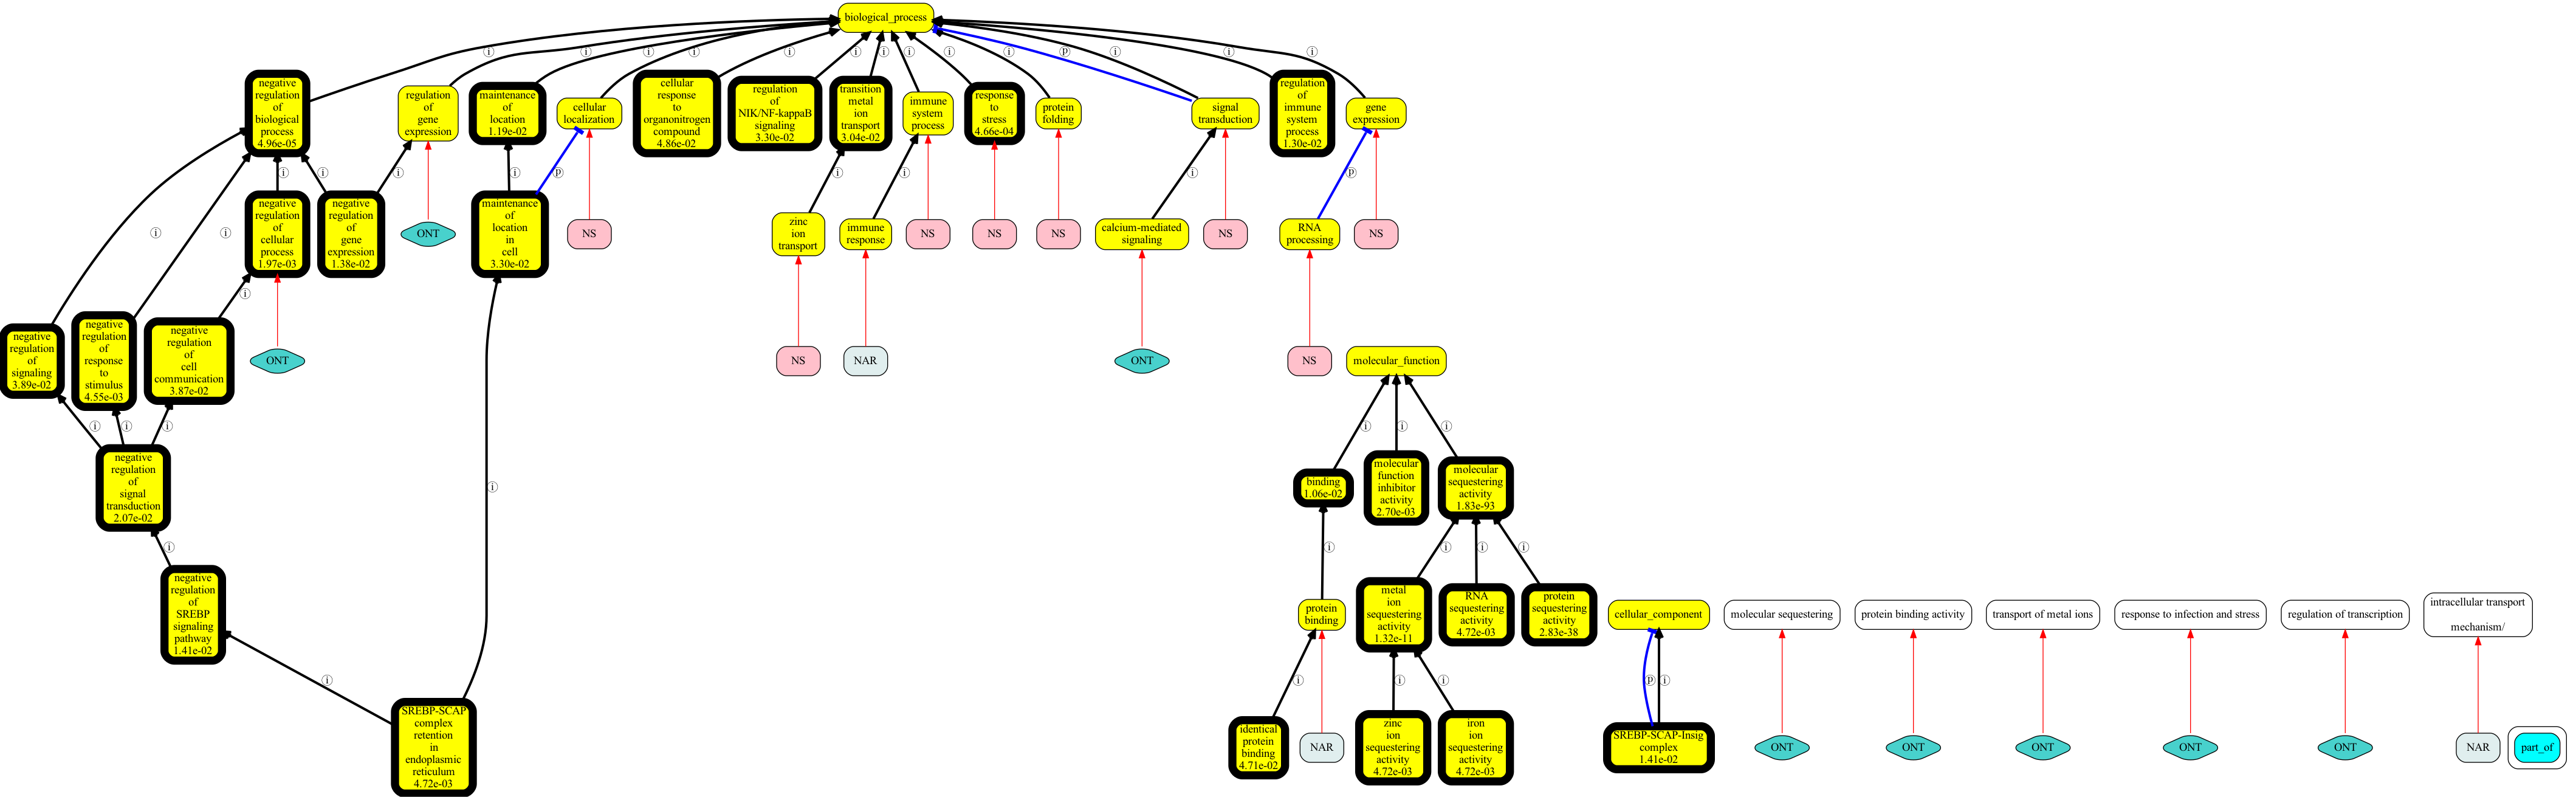 biological_process
i
i
i
i
i
i
i
i
i
i
p
i
i
i
negative
regulation
of
biological
process
4.96e-05
regulation
of
gene
expression
maintenance
of
location
1.19e-02
cellular
localization
cellular
response
to
organonitrogen
compound
4.86e-02
regulation
of
NIK/NF-kappaB
signaling
3.30e-02
transition
metal
ion
transport
3.04e-02
immune
system
process
response
to
stress
4.66e-04
protein
folding
signal
transduction
regulation
of
immune
system
process
1.30e-02
gene
expression
i
i
i
i
p
i
i
i
p
negative
regulation
of
cellular
process
1.97e-03
negative
regulation
of
gene
expression
1.38e-02
ONT
maintenance
of
location
in
cell
3.30e-02
NS
zinc
ion
transport
immune
response
NS
NS
NS
calcium-mediated
signaling
NS
RNA
processing
NS
i
i
i
negative
regulation
of
signaling
3.89e-02
negative
regulation
of
response
to
stimulus
4.55e-03
negative
regulation
of
cell
communication
3.87e-02
ONT
NS
NAR
ONT
NS
molecular_function
i
i
i
i
i
i
negative
regulation
of
signal
transduction
2.07e-02
i
binding
1.06e-02
molecular
function
inhibitor
activity
2.70e-03
molecular
sequestering
activity
1.83e-93
i
i
i
i
i
negative
regulation
of
SREBP
signaling
pathway
1.41e-02
protein
binding
metal
ion
sequestering
activity
1.32e-11
RNA
sequestering
activity
4.72e-03
protein
sequestering
activity
2.83e-38
cellular_component
molecular sequestering
protein binding activity
transport of metal ions
response to infection and stress
regulation of transcription
intracellular transport
mechanism/
i
i
i
i
p
i
SREBP-SCAP
complex
retention
in
endoplasmic
reticulum
4.72e-03
identical
protein
binding
4.71e-02
NAR
zinc
ion
sequestering
activity
4.72e-03
iron
ion
sequestering
activity
4.72e-03
SREBP-SCAP-Insig
complex
1.41e-02
ONT
ONT
ONT
ONT
ONT
NAR
part_of